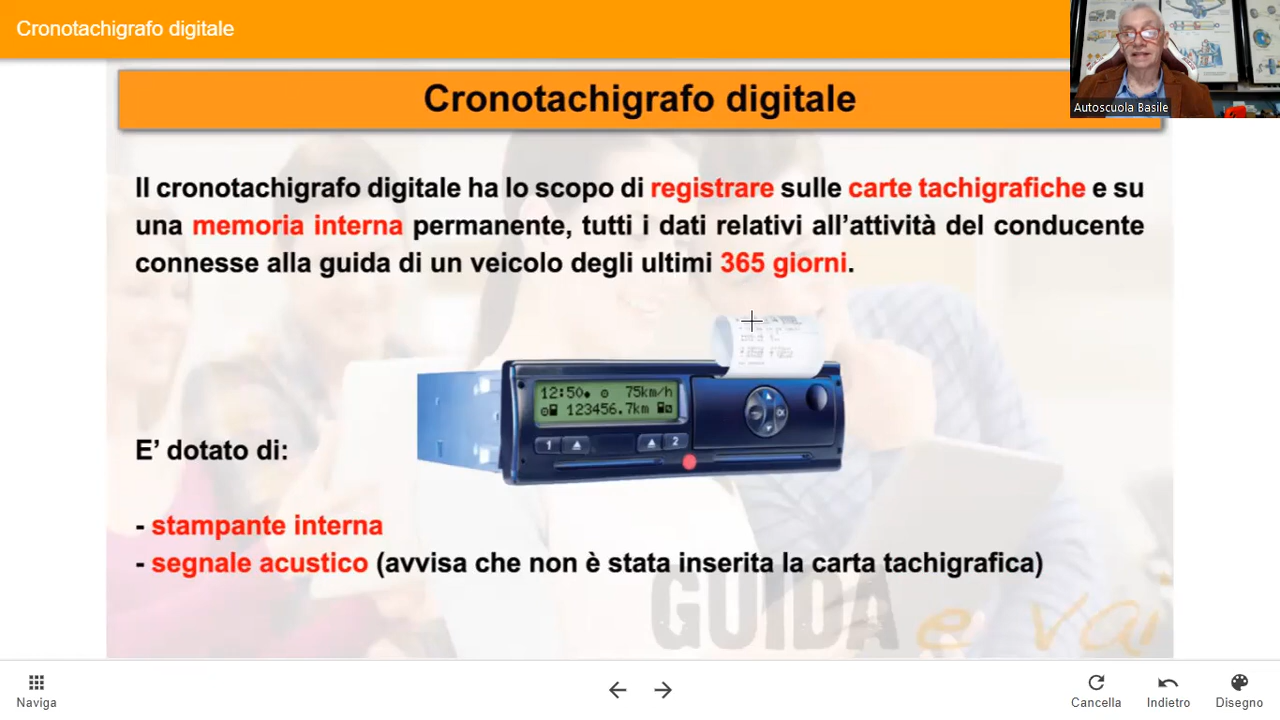 Cronotachigrafo digitale
Autoscuola Basile
Cronotachigrafo digitale
Il cronotachigrafo digitale ha lo scopo di registrare sulle carte tachigrafiche e su
una memoria interna permanente, tutti i dati relativi all'attività del conducente
connesse alla guida di un veicolo degli ultimi 365 giorni.
12:50 75km/h
123456.7km
1 2
OK
E' dotato di:
- stampante interna
- segnale acustico (avvisa che non è stata inserita la carta tachigrafica)
GUIDA e vai
Naviga
Cancella
Indietro
Disegno